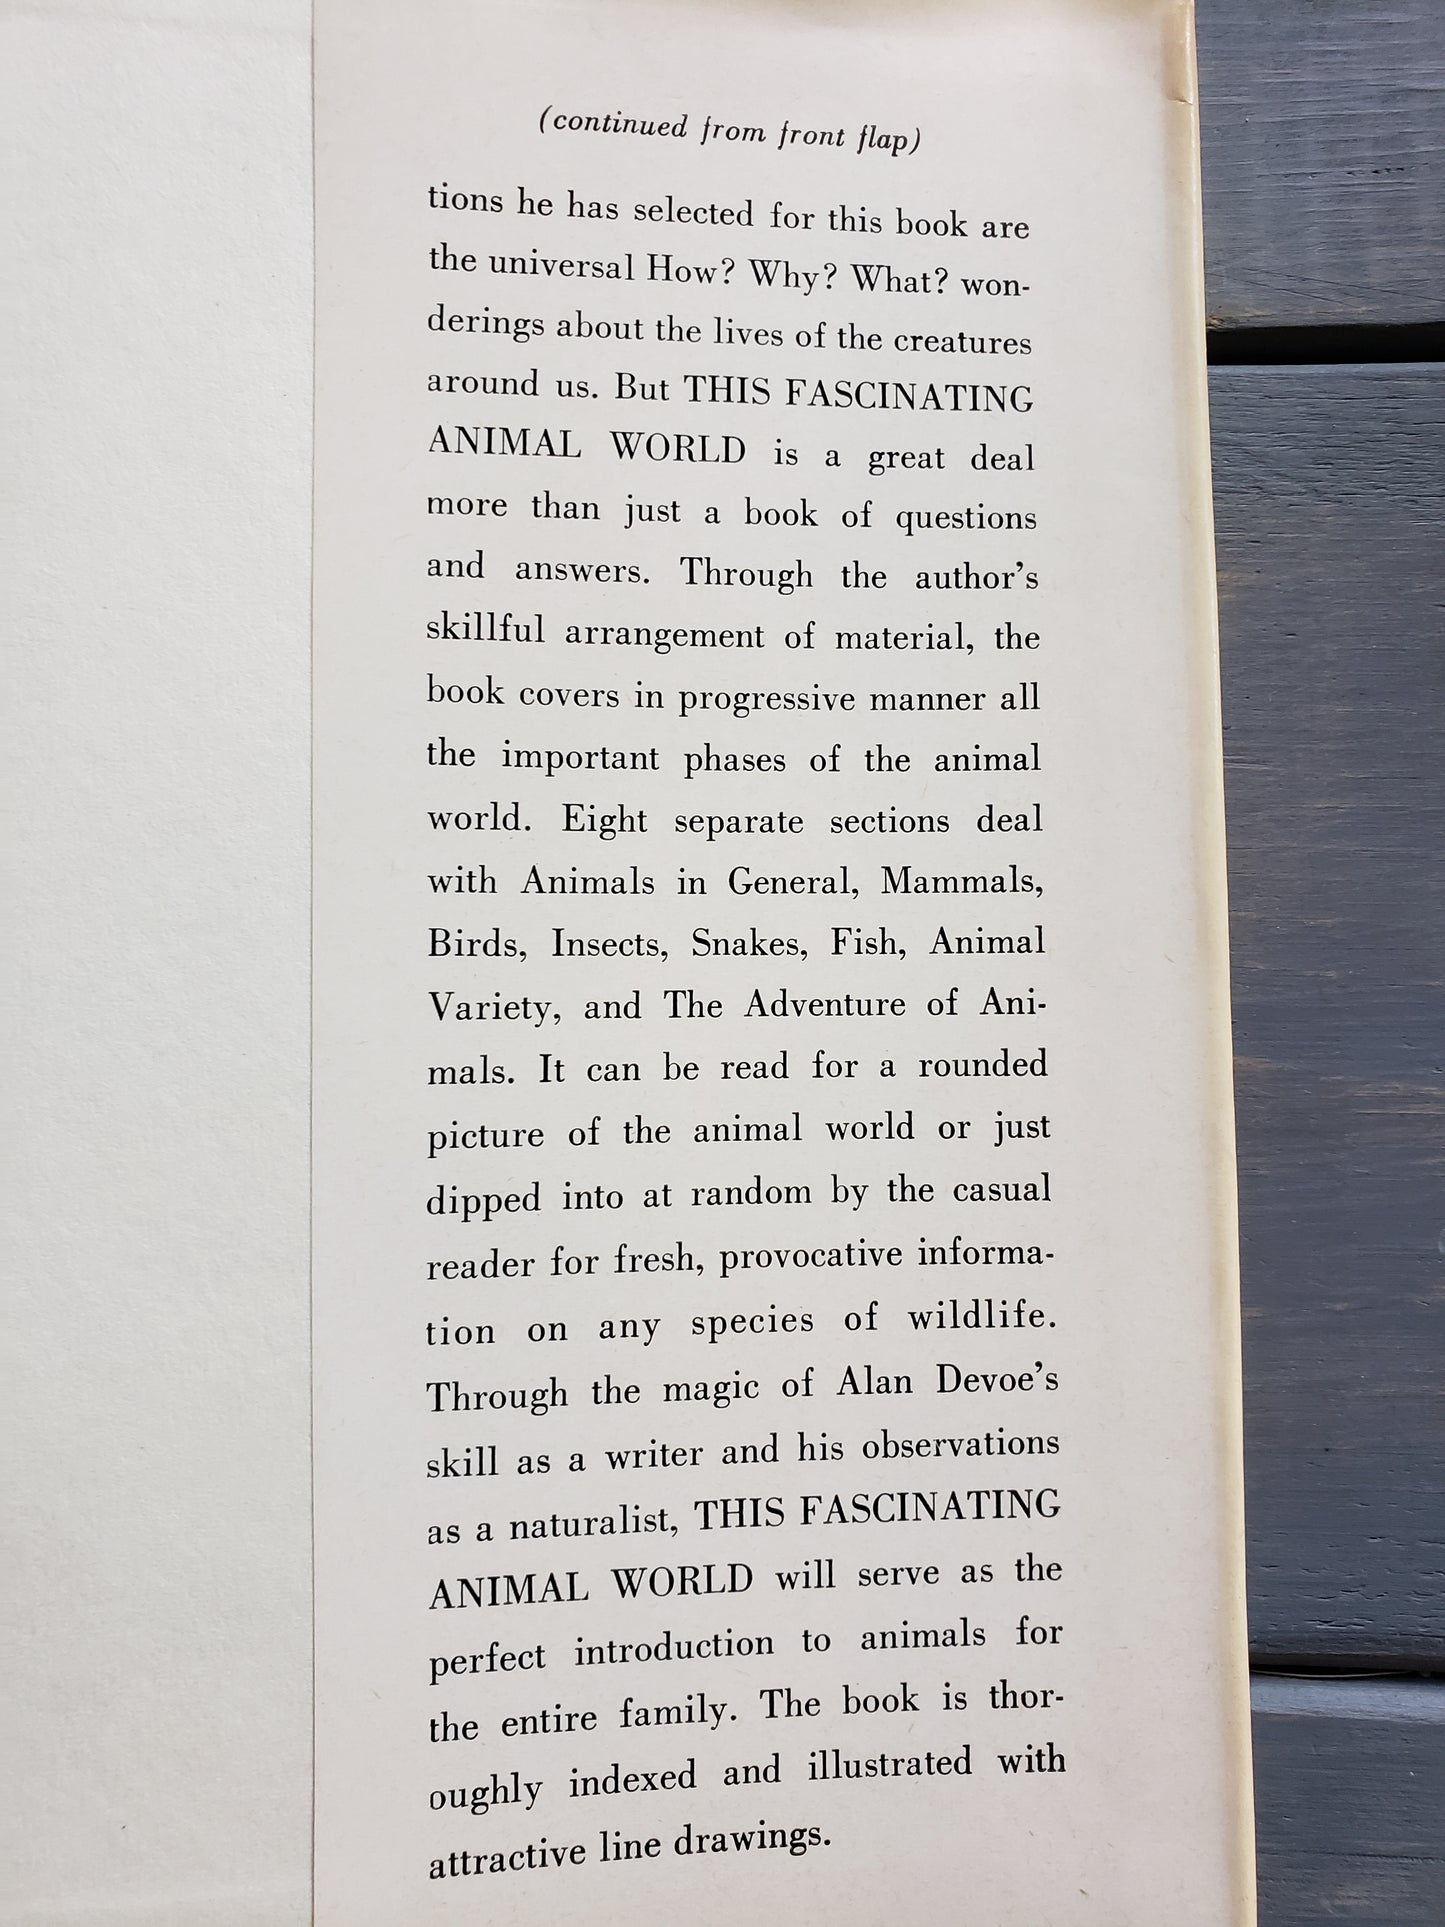 (continued from front flap)
tions he has selected for this book are
the universal How? Why? What? won-
derings about the lives of the creatures
around us. But THIS FASCINATING
ANIMAL WORLD is a great deal
more than just a book of questions
and answers. Through the author's
skillful arrangement of material, the
book covers in progressive manner all
the important phases of the animal
world. Eight separate sections deal
with Animals in General, Mammals,
Birds, Insects, Snakes, Fish, Animal
Variety, and The Adventure of Ani-
mals. It can be read for a rounded
picture of the animal world or just
dipped into at random by the casual
reader for fresh, provocative informa-
tion on any species of wildlife.
Through the magic of Alan Devoe's
skill as a writer and his observations
as a naturalist, THIS FASCINATING
ANIMAL WORLD will serve as the
perfect introduction to animals for
the entire family. The book is thor-
oughly indexed and illustrated with
attractive line drawings.